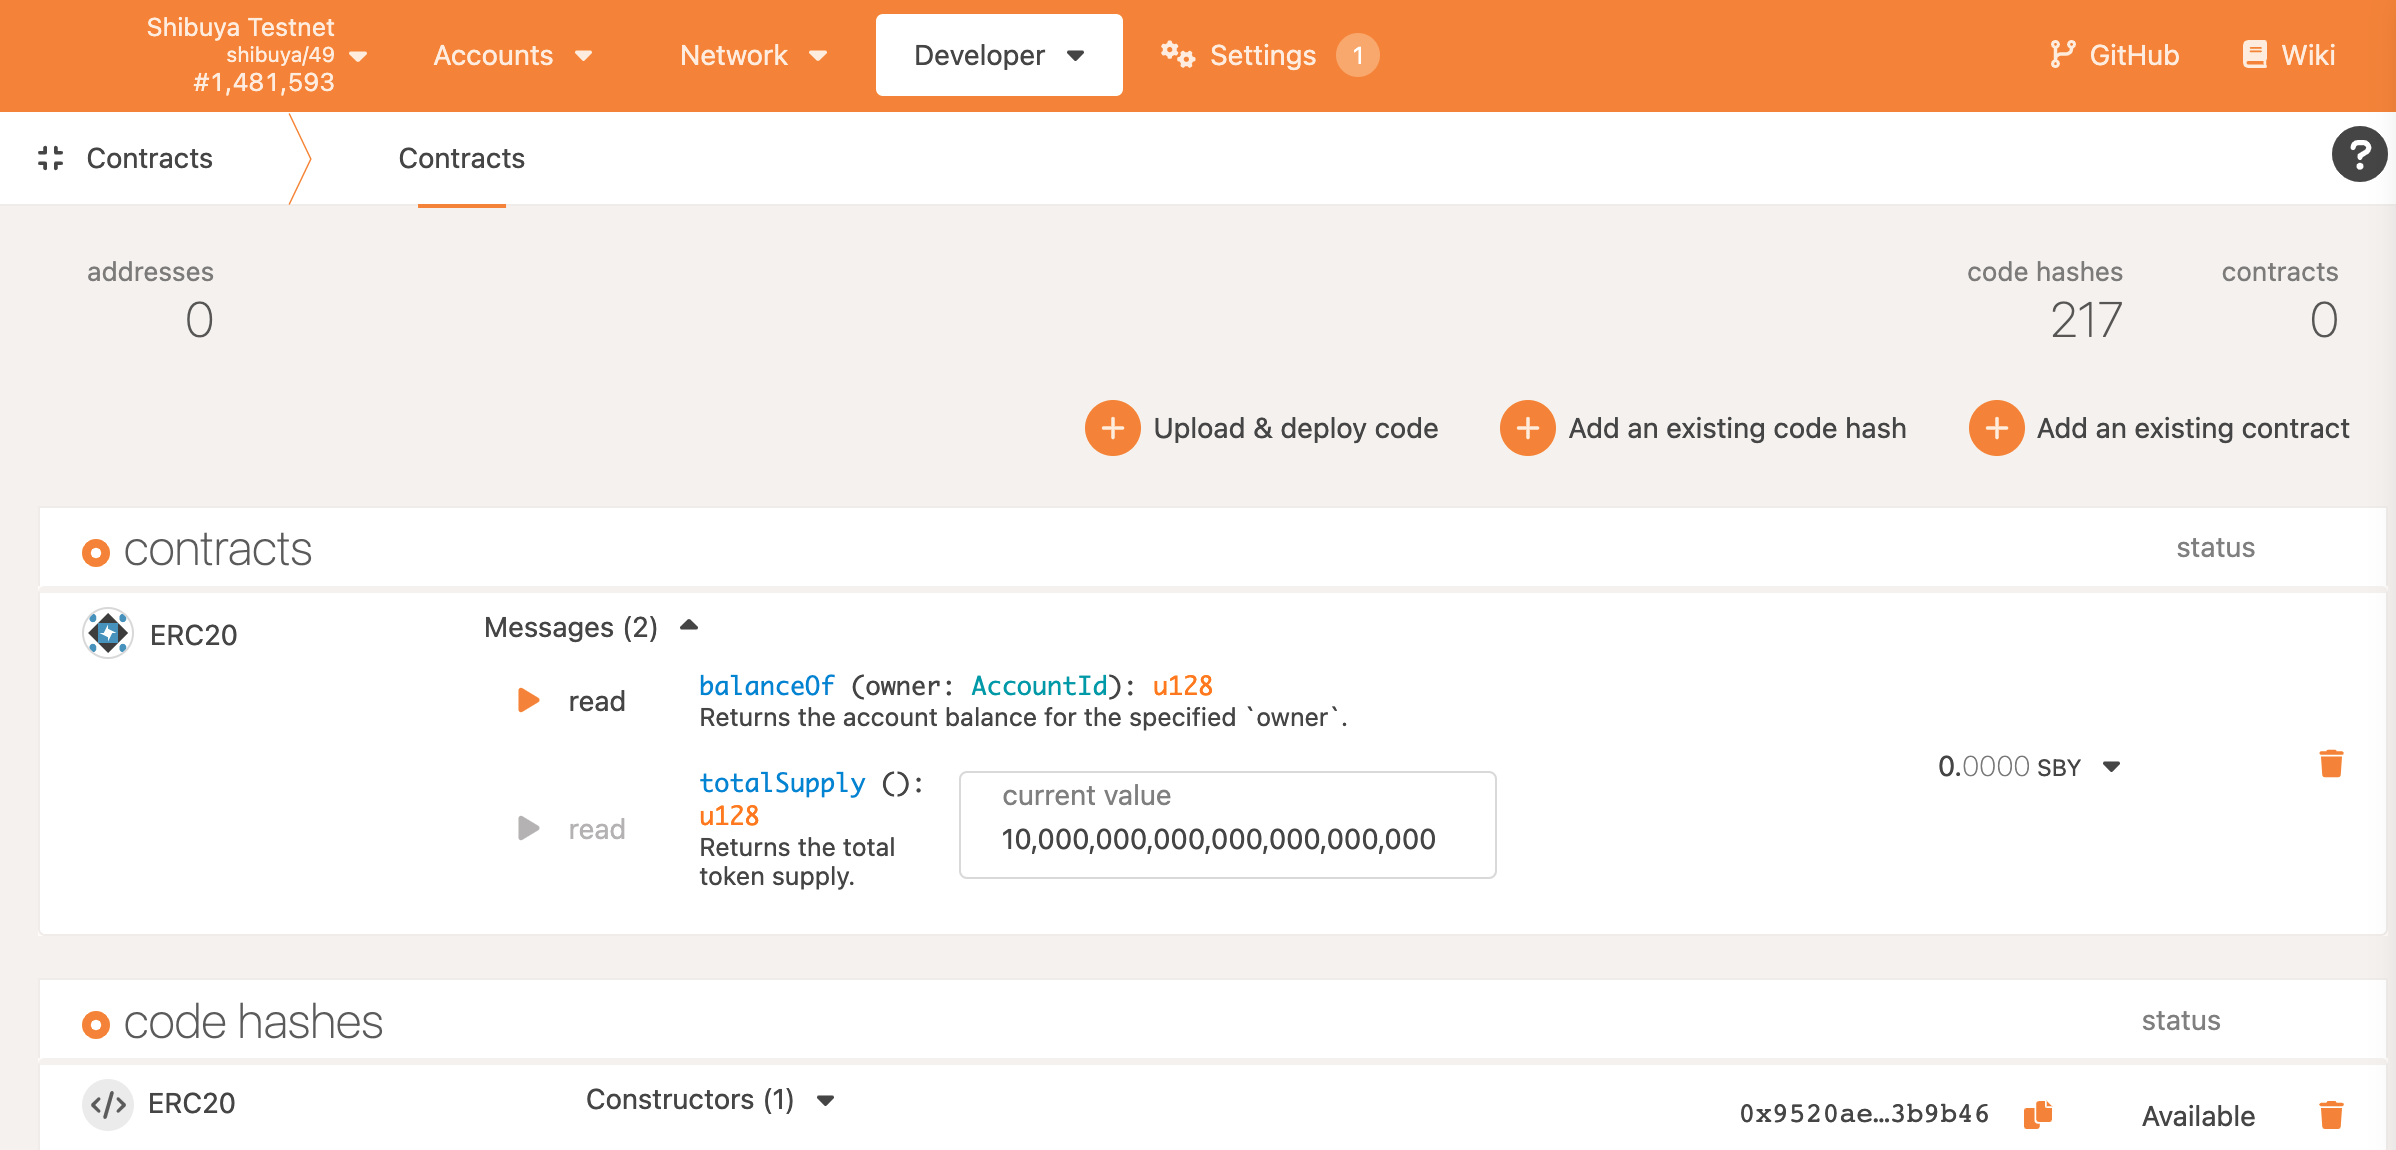 Shibuya Testnet
shibuya/49
#1,481,593
Accounts
Network
Developer
Settings 1
GitHub
Wiki
Contracts
Contracts
?
addresses
0
code hashes
217
contracts
0
Upload & deploy code
Add an existing code hash
Add an existing contract
contracts
status
ERC20
Messages (2)
read
balanceOf (owner: AccountId): u128
Returns the account balance for the specified `owner`.
read
totalSupply ():
u128
Returns the total
token supply.
current value
10,000,000,000,000,000,000,000
0.0000 SBY
code hashes
status
ERC20
Constructors (1)
0x9520ae…3b9b46
Available